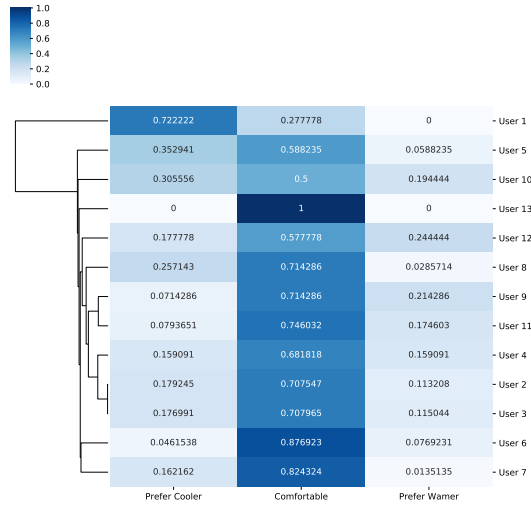 1.0
0.8
0.6
0.4
0.2
0.0
0.722222 0.277778 0 User 1
0.352941 0.588235 0.0588235 User 5
0.305556 0.5 0.194444 User 10
0 1 0 User 13
0.177778 0.577778 0.244444 User 12
0.257143 0.714286 0.0285714 User 8
0.0714286 0.714286 0.214286 User 9
0.0793651 0.746032 0.174603 User 11
0.159091 0.681818 0.159091 User 4
0.179245 0.707547 0.113208 User 2
0.176991 0.707965 0.115044 User 3
0.0461538 0.876923 0.0769231 User 6
0.162162 0.824324 0.0135135 User 7
Prefer Cooler Comfortable Prefer Wamer